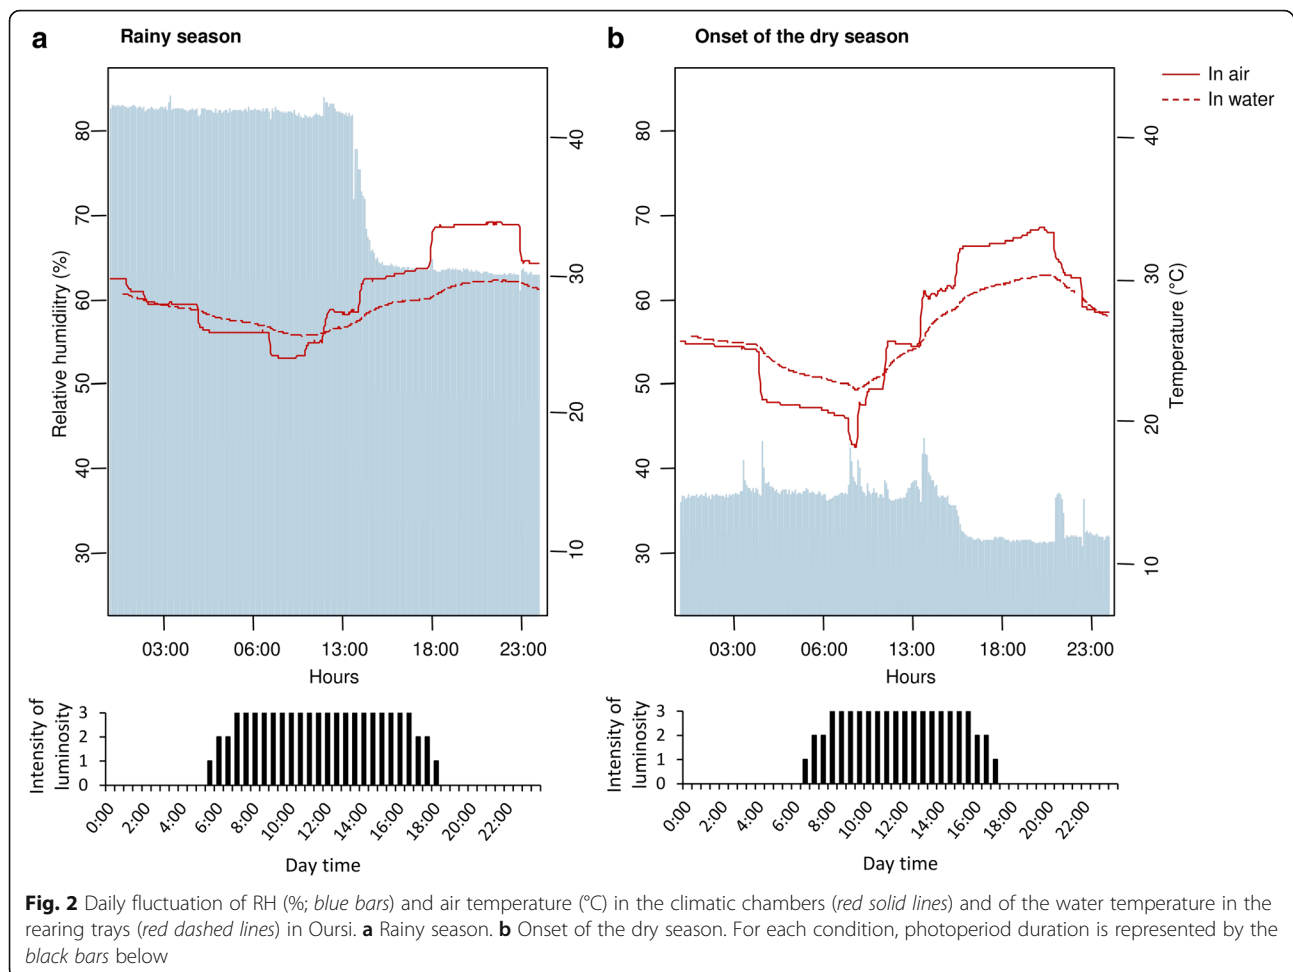 a Rainy season
b Onset of the dry season
In air
In water
Relative humidiitry (%)
80
70
60
50
40
30
40
30
20
10
03:00 06:00 13:00 18:00 23:00
Hours
80
70
60
50
40
30
40
30
20
10
Temperature (°C)
03:00 06:00 13:00 18:00 23:00
Hours
Intensity of
luminosity
3
2
1
0
0:00 2:00 4:00 6:00 8:00 10:00 12:00 14:00 16:00 18:00 20:00 22:00
Day time
Intensity of
luminosity
3
2
1
0
0:00 2:00 4:00 6:00 8:00 10:00 12:00 14:00 16:00 18:00 20:00 22:00
Day time
Fig. 2 Daily fluctuation of RH (%; blue bars) and air temperature (°C) in the climatic chambers (red solid lines) and of the water temperature in the
rearing trays (red dashed lines) in Oursi. a Rainy season. b Onset of the dry season. For each condition, photoperiod duration is represented by the
black bars below